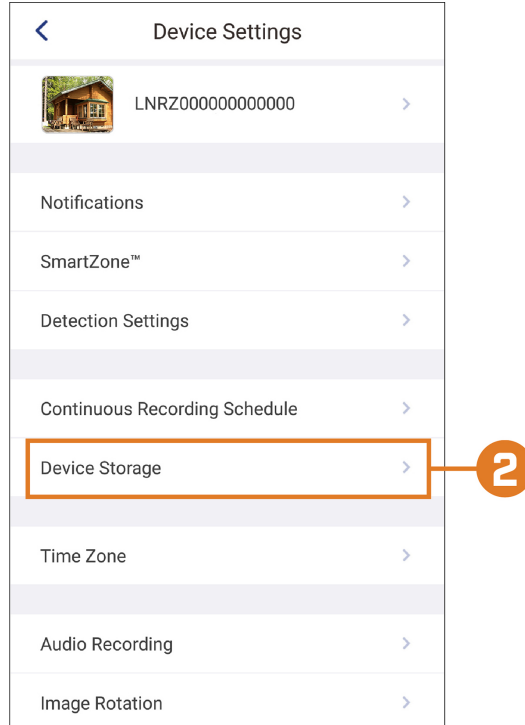 Device Settings
LNRZ000000000000
Notifications
SmartZone™
Detection Settings
Continuous Recording Schedule
Device Storage
2
Time Zone
Audio Recording
Image Rotation